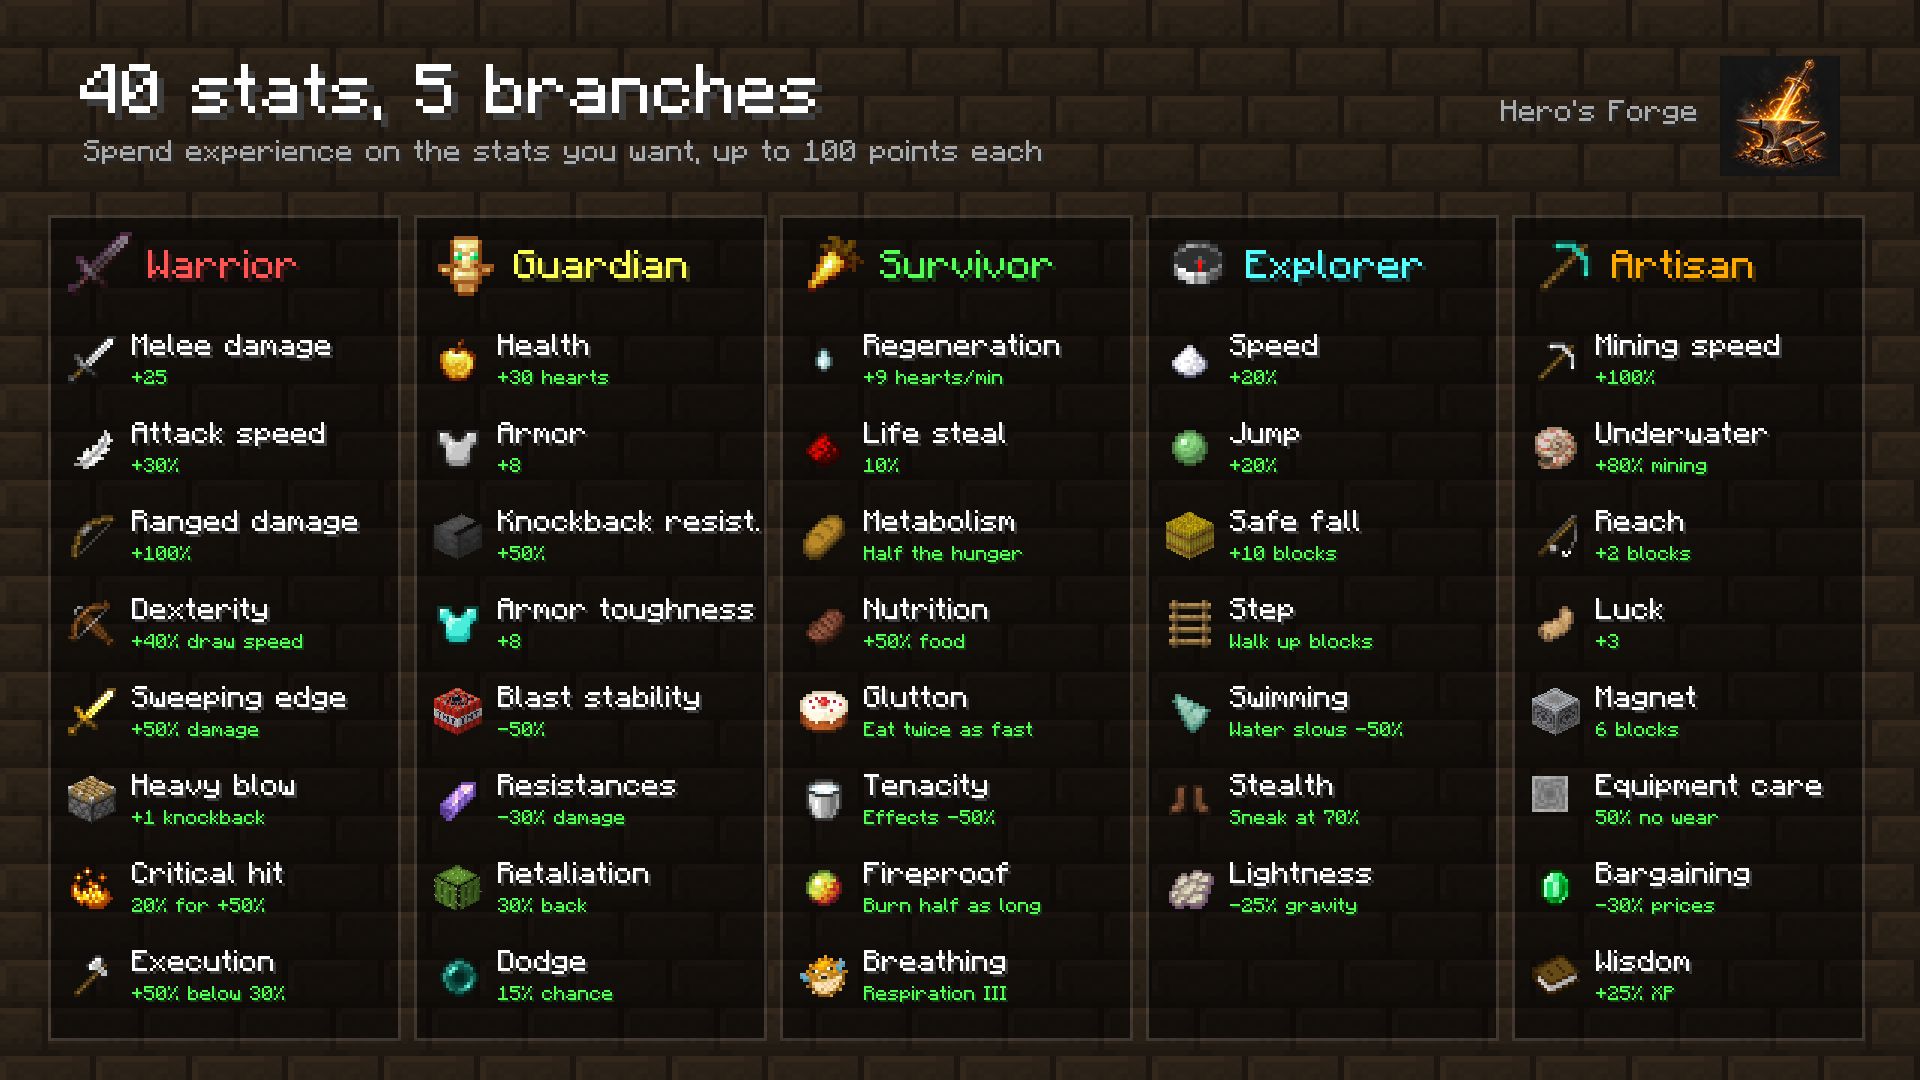 40 stats, 5 branches
Spend experience on the stats you want, up to 100 points each
Hero's Forge
Warrior
Melee damage
+25
Attack speed
+30%
Ranged damage
+100%
Dexterity
+40% draw speed
Sweeping edge
+50% damage
Heavy blow
+1 knockback
Critical hit
20% for +50%
Execution
+50% below 30%
Guardian
Health
+30 hearts
Armor
+8
Knockback resist.
+50%
Armor toughness
+8
Blast stability
-50%
Resistances
-30% damage
Retaliation
30% back
Dodge
15% chance
Survivor
Regeneration
+9 hearts/min
Life steal
10%
Metabolism
Half the hunger
Nutrition
+50% food
Glutton
Eat twice as fast
Tenacity
Effects -50%
Fireproof
Burn half as long
Breathing
Respiration III
Explorer
Speed
+20%
Jump
+20%
Safe fall
+10 blocks
Step
Walk up blocks
Swimming
Water slows -50%
Stealth
Sneak at 70%
Lightness
-25% gravity
Artisan
Mining speed
+100%
Underwater
+80% mining
Reach
+2 blocks
Luck
+3
Magnet
6 blocks
Equipment care
50% no wear
Bargaining
-30% prices
Wisdom
+25% XP